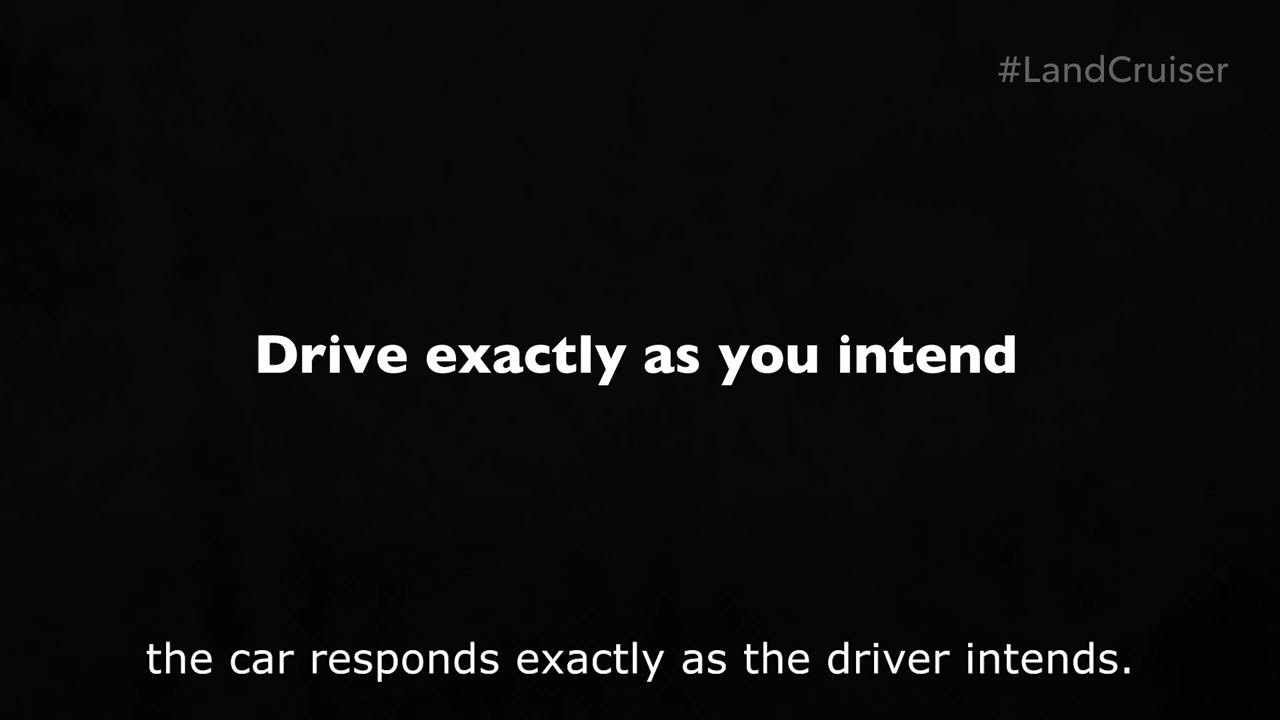 #LandCruiser
Drive exactly as you intend
the car responds exactly as the driver intends.